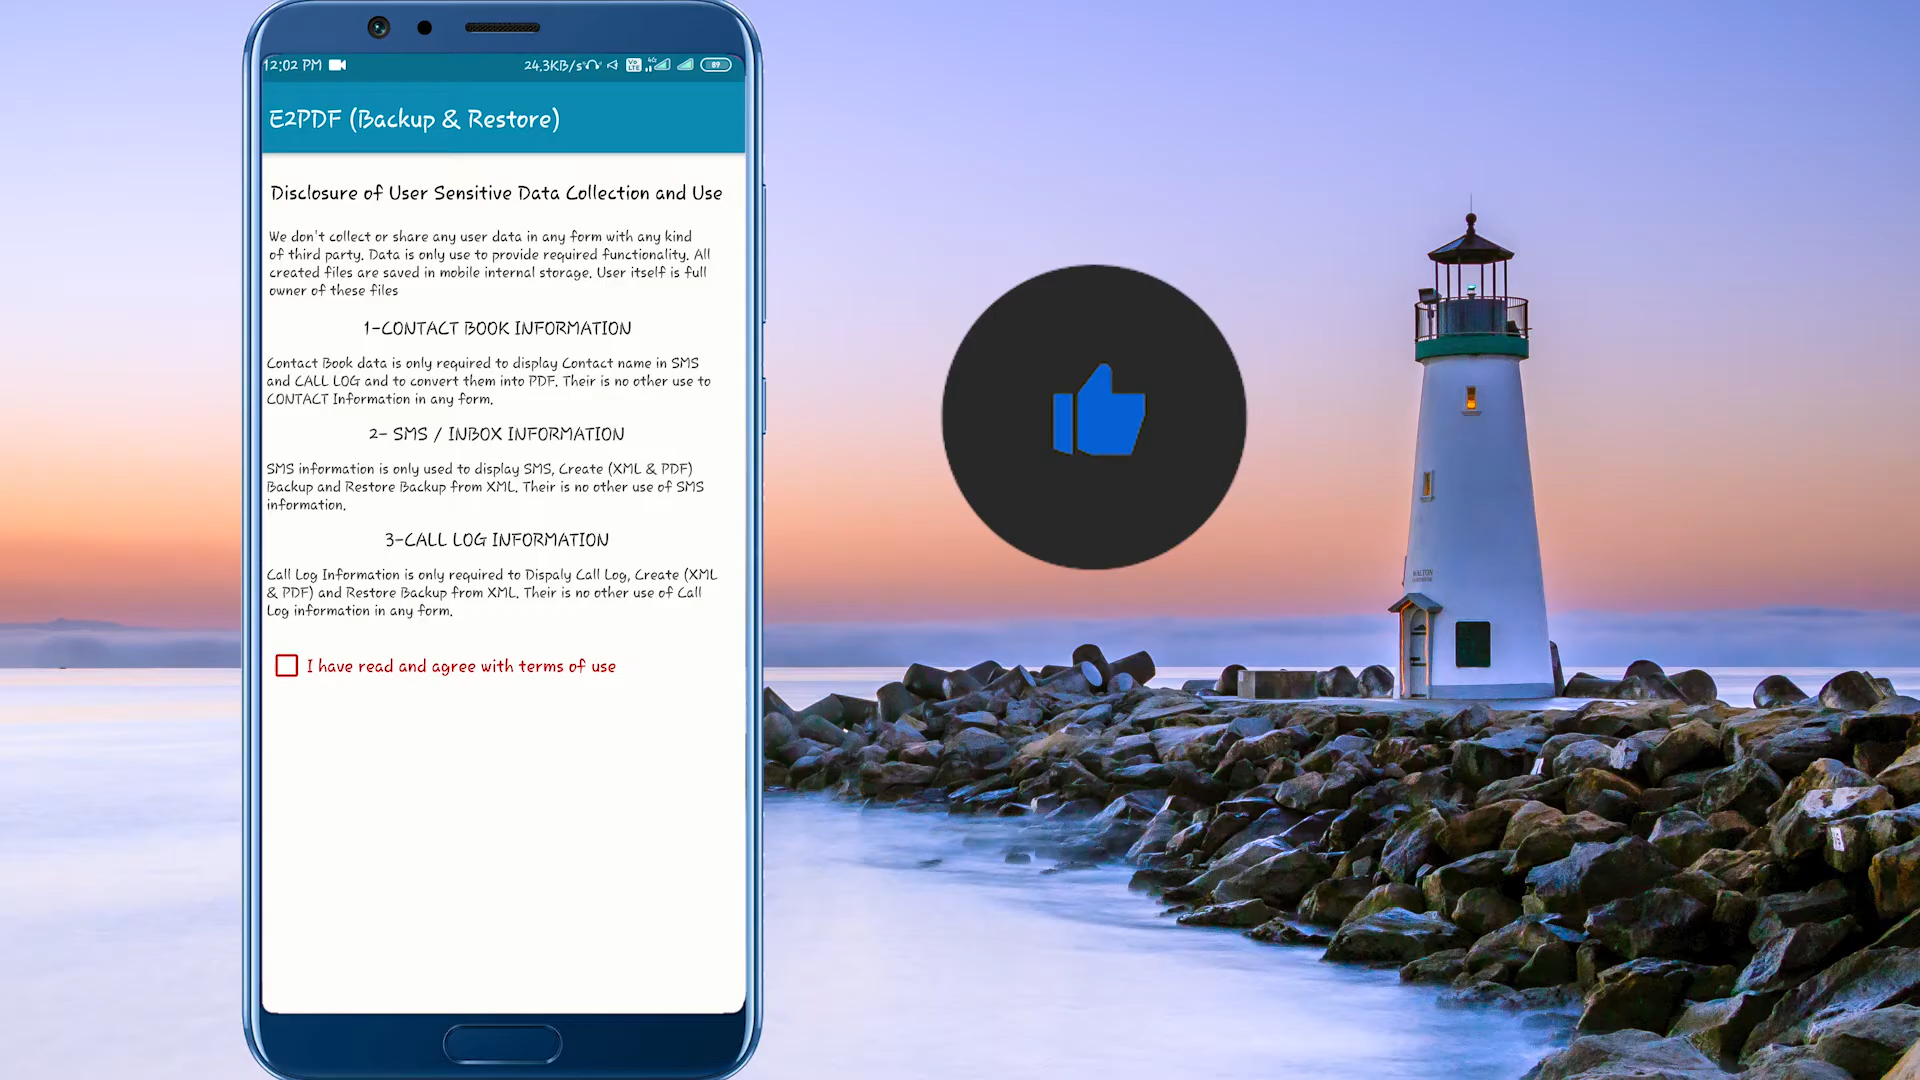 12:02 PM
24.3KB/s
Vo
LTE
4G
89
E2PDF (Backup & Restore)
Disclosure of User Sensitive Data Collection and Use
We don't collect or share any user data in any form with any kind
of third party. Data is only use to provide required functionality. All
created files are saved in mobile internal storage. User itself is full
owner of these files
1-CONTACT BOOK INFORMATION
Contact Book data is only required to display Contact name in SMS
and CALL LOG and to convert them into PDF. Their is no other use to
CONTACT Information in any form.
2- SMS / INBOX INFORMATION
SMS information is only used to display SMS, Create (XML & PDF)
Backup and Restore Backup from XML. Their is no other use of SMS
information.
3-CALL LOG INFORMATION
Call Log Information is only required to Dispaly Call Log, Create (XML
& PDF) and Restore Backup from XML. Their is no other use of Call
Log information in any form.
I have read and agree with terms of use
WALTON